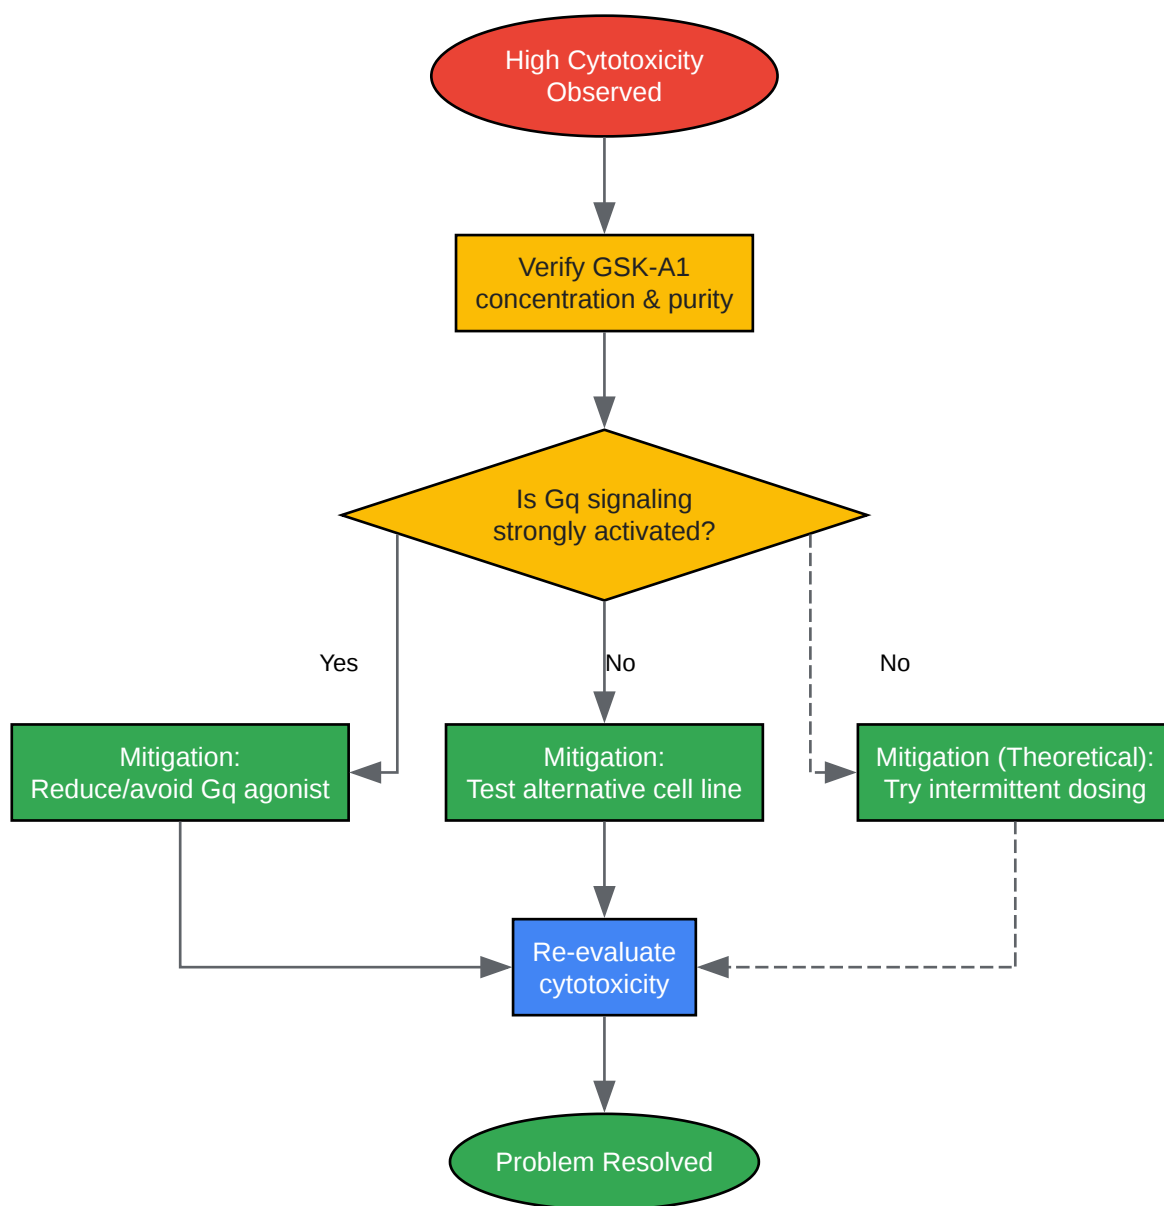 High Cytotoxicity
Observed
Verify GSK-A1
concentration & purity
Is Gq signaling
strongly activated?
Yes
No
No
Mitigation:
Reduce/avoid Gq agonist
Mitigation:
Test alternative cell line
Mitigation (Theoretical):
Try intermittent dosing
Re-evaluate
cytotoxicity
Problem Resolved